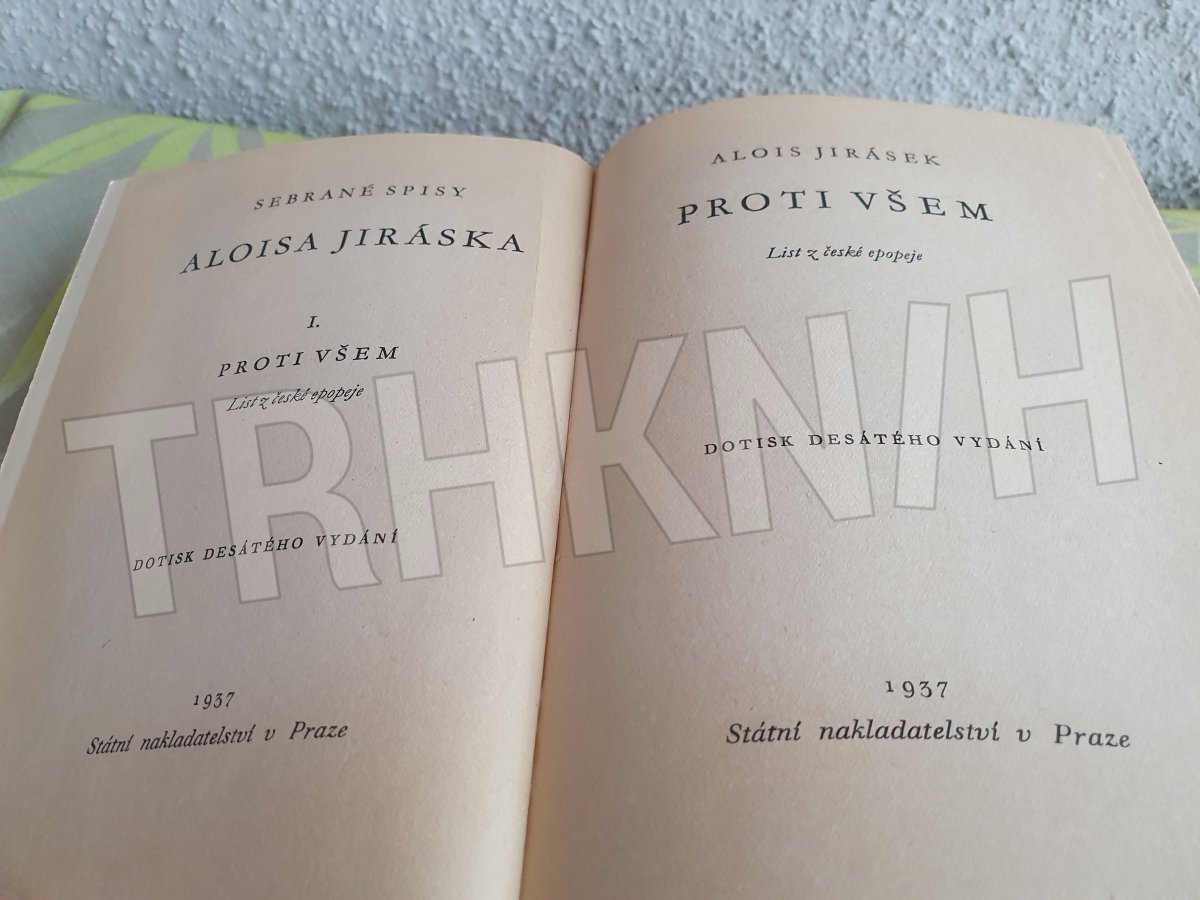 SEBRANÉ SPISY
ALOISA JIRÁSKA
I.
PROTI VŠEM
List z české epopeje
DOTISK DESÁTÉHO VYDÁNÍ
1937
Státní nakladatelství v Praze
ALOIS JIRÁSEK
PROTI VŠEM
List z české epopeje
DOTISK DESÁTÉHO VYDÁNÍ
1937
Státní nakladatelství v Praze
TRHKN/H